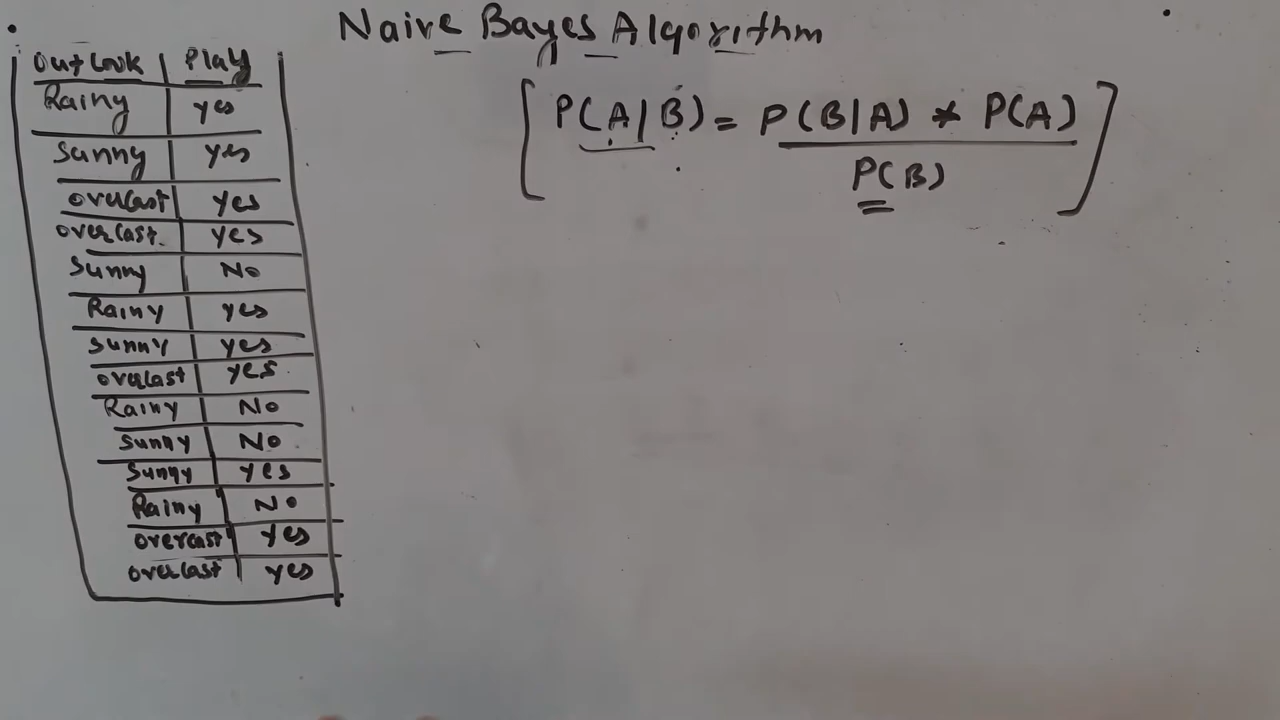 Naive Bayes Algorithm
outlook Play
Rainy yes
sunny yes
overcast yes
overcast. yes
sunny No
Rainy yes
sunny yes
overcast yes
Rainy No
sunny No
sunny yes
Rainy No
overcast yes
overcast yes
P(A|B) = P(B|A) * P(A)
P(B)